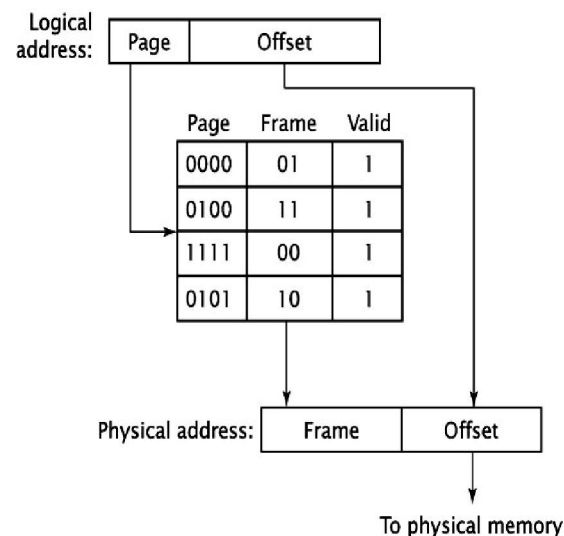 Logical
address:
Page Offset
Page Frame Valid
0000 01 1
0100 11 1
1111 00 1
0101 10 1
Physical address: Frame Offset
To physical memory